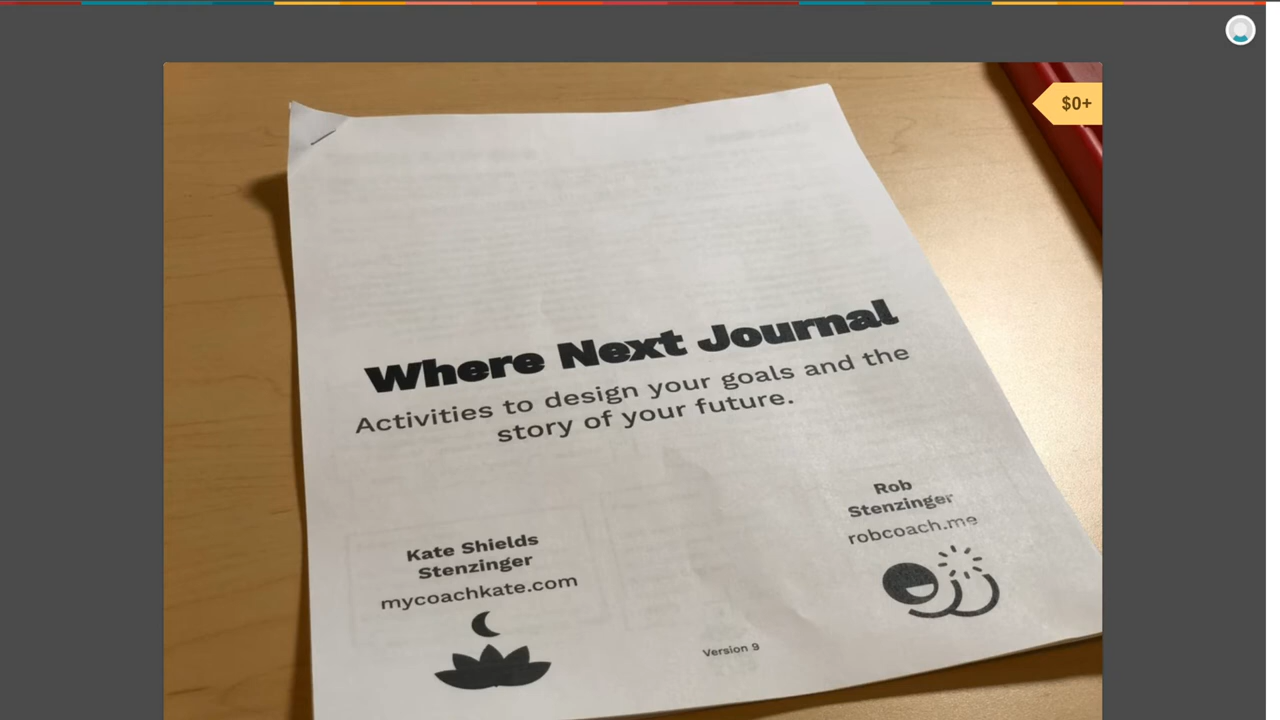 $0+
Where Next Journal
Activities to design your goals and the
story of your future.
Rob
Stenzinger
robcoach.me
Kate Shields
Stenzinger
mycoachkate.com
Version 9